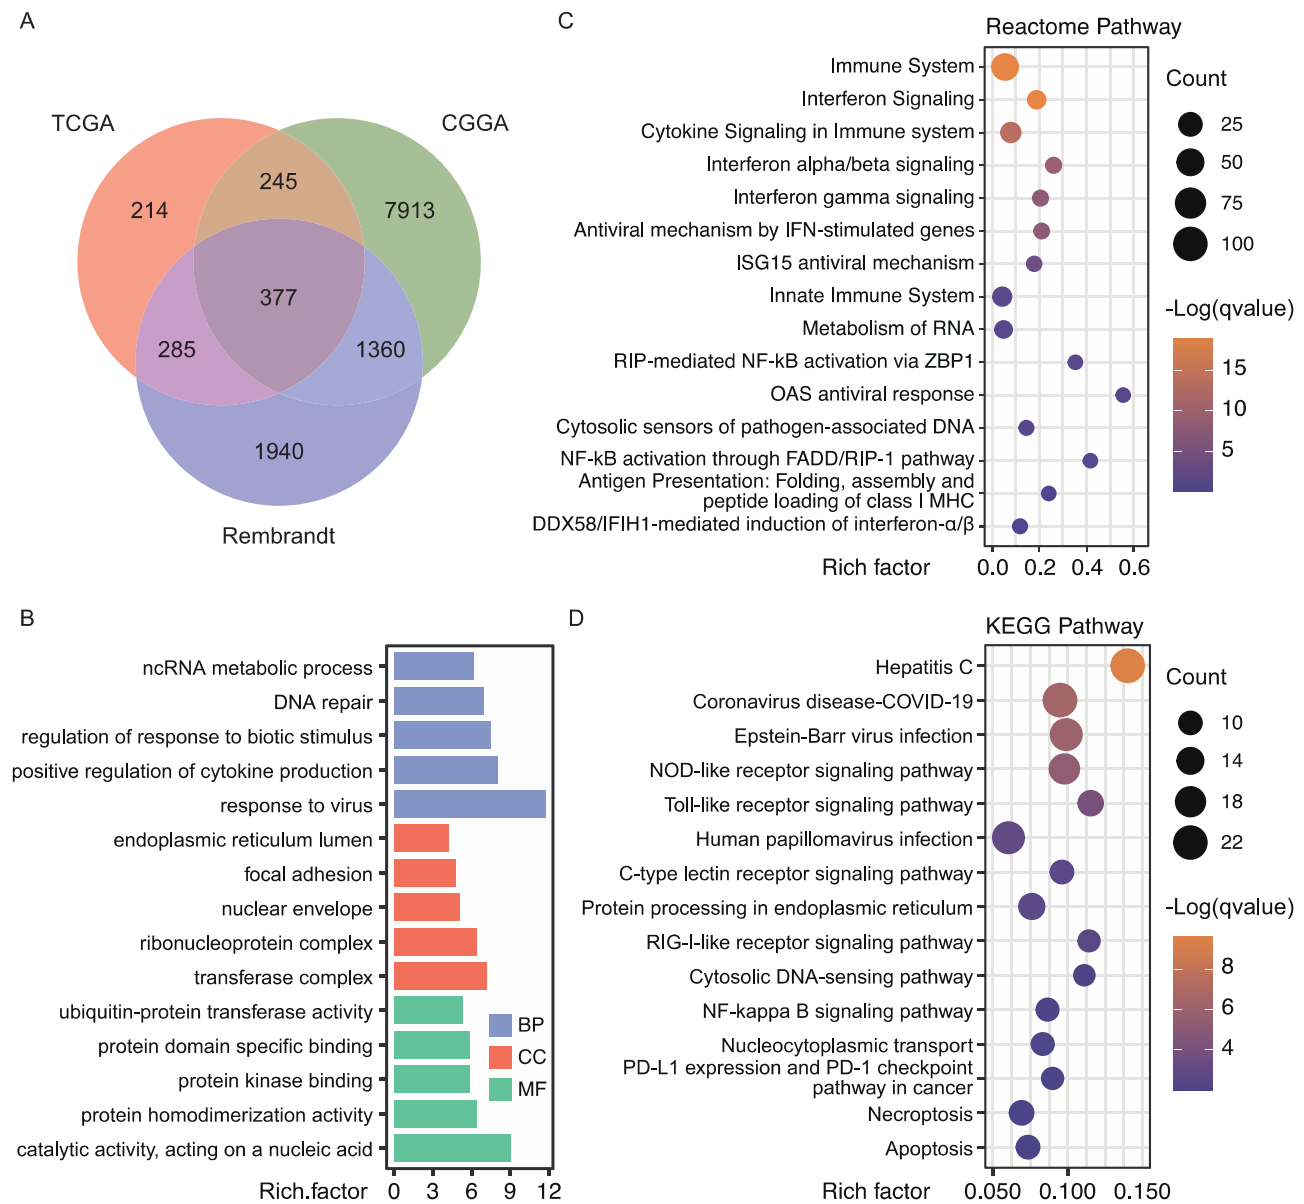 A
TCGA
CGGA
214
245
7913
377
285
1360
1940
Rembrandt
C
Reactome Pathway
Immune System
Interferon Signaling
Cytokine Signaling in Immune system
Interferon alpha/beta signaling
Interferon gamma signaling
Antiviral mechanism by IFN-stimulated genes
ISG15 antiviral mechanism
Innate Immune System
Metabolism of RNA
RIP-mediated NF-kB activation via ZBP1
OAS antiviral response
Cytosolic sensors of pathogen-associated DNA
NF-kB activation through FADD/RIP-1 pathway
Antigen Presentation: Folding, assembly and
peptide loading of class I MHC
DDX58/IFIH1-mediated induction of interferon-α/β
Rich factor
0.0 0.2 0.4 0.6
Count
25
50
75
100
-Log(qvalue)
15
10
5
B
ncRNA metabolic process
DNA repair
regulation of response to biotic stimulus
positive regulation of cytokine production
response to virus
endoplasmic reticulum lumen
focal adhesion
nuclear envelope
ribonucleoprotein complex
transferase complex
ubiquitin-protein transferase activity
protein domain specific binding
protein kinase binding
protein homodimerization activity
catalytic activity, acting on a nucleic acid
Rich.factor
0 3 6 9 12
BP
CC
MF
D
KEGG Pathway
Hepatitis C
Coronavirus disease-COVID-19
Epstein-Barr virus infection
NOD-like receptor signaling pathway
Toll-like receptor signaling pathway
Human papillomavirus infection
C-type lectin receptor signaling pathway
Protein processing in endoplasmic reticulum
RIG-I-like receptor signaling pathway
Cytosolic DNA-sensing pathway
NF-kappa B signaling pathway
Nucleocytoplasmic transport
PD-L1 expression and PD-1 checkpoint
pathway in cancer
Necroptosis
Apoptosis
Rich factor
0.050 0.100 0.150
Count
10
14
18
22
-Log(qvalue)
8
6
4